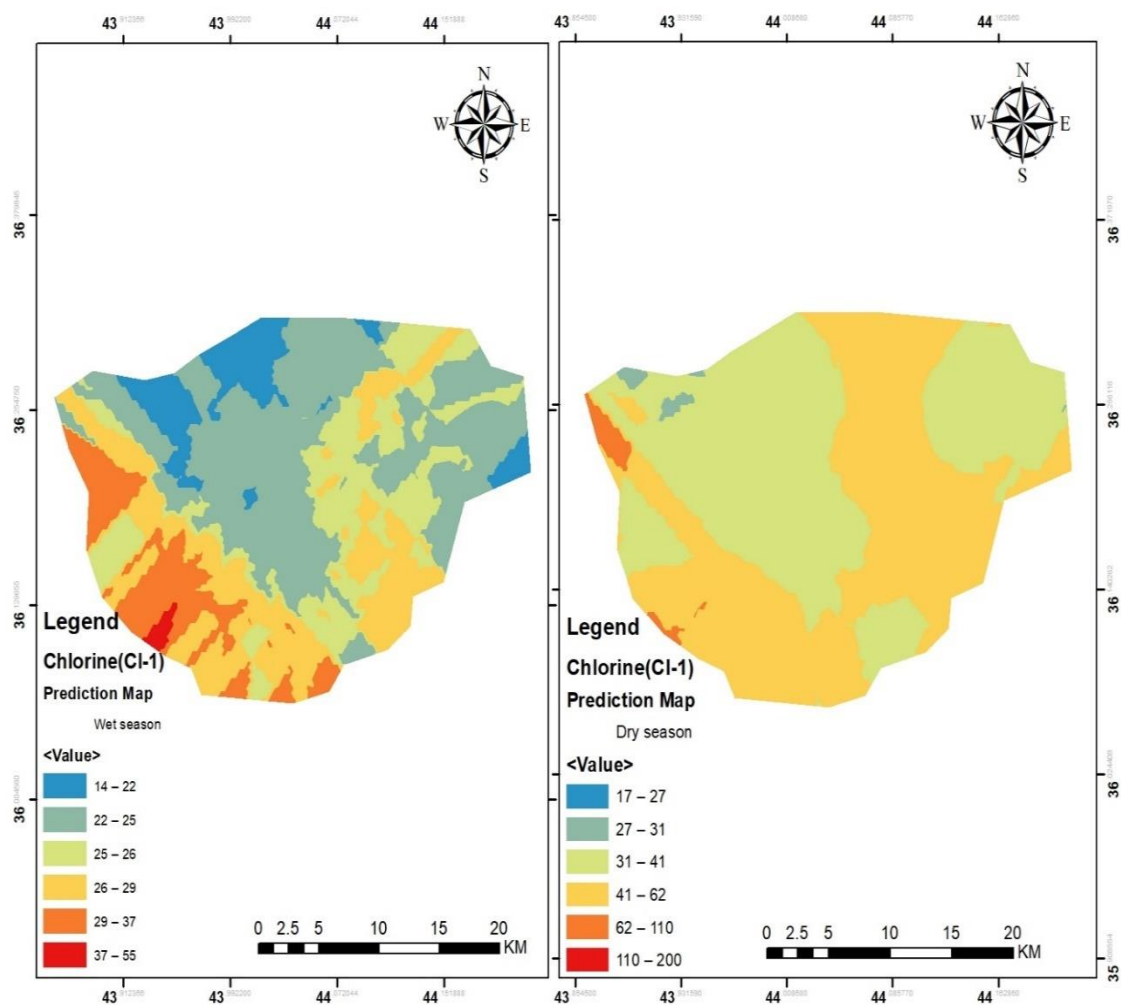 43 44 44
N
W E
S
36
36
36
36
Legend
Chlorine(Cl-1)
Prediction Map
Wet season
<Value>
14 – 22
22 – 25
25 – 26
26 – 29
29 – 37
37 – 55
0 2.5 5 10 15 20
KM
43 43 44 44
43 43 44 44 44
N
W E
S
36
36
36
36
35
Legend
Chlorine(Cl-1)
Prediction Map
Dry season
<Value>
17 – 27
27 – 31
31 – 41
41 – 62
62 – 110
110 – 200
0 2.5 5 10 15 20
KM
43 44 44 44